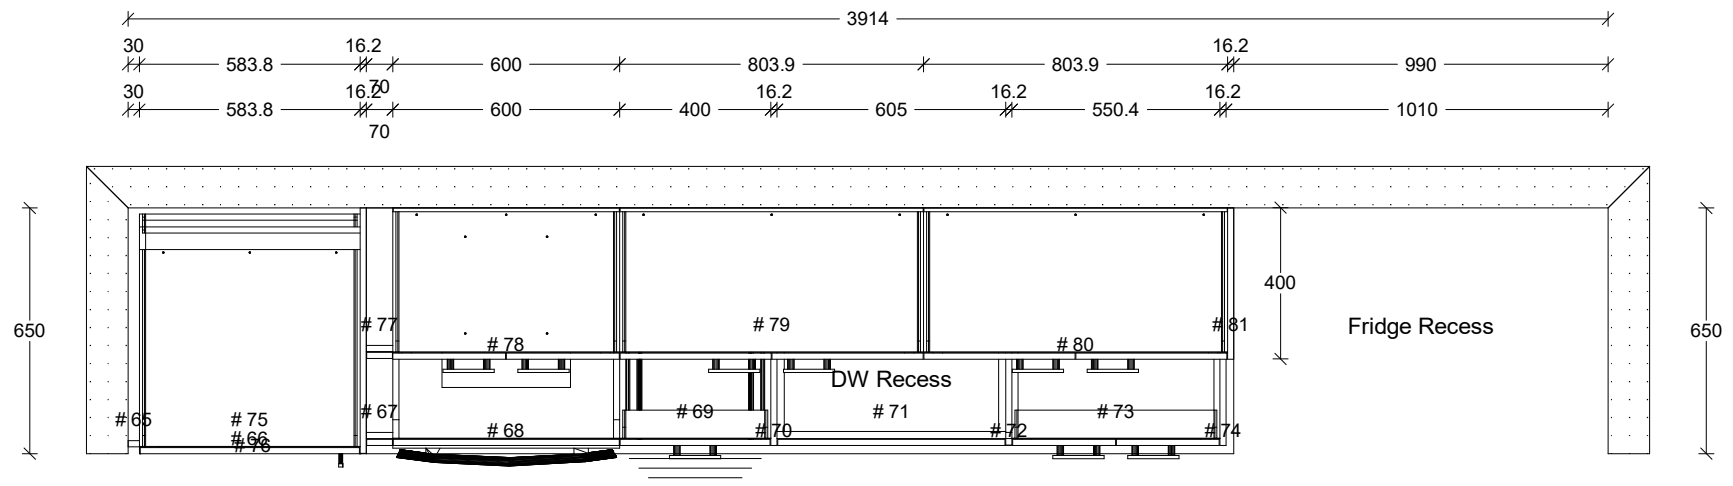 3914
30 16.2 16.2
583.8 600 803.9 803.9 990
70
30 16.2 16.2 16.2 16.2
583.8 600 400 605 550.4 1010
70
400
650 650
# 77 # 79 # 81 Fridge Recess
# 78 # 80
DW Recess
# 65 # 75 # 67 # 69 # 71 # 73
# 66 # 68 # 70 # 72 # 74
# 76